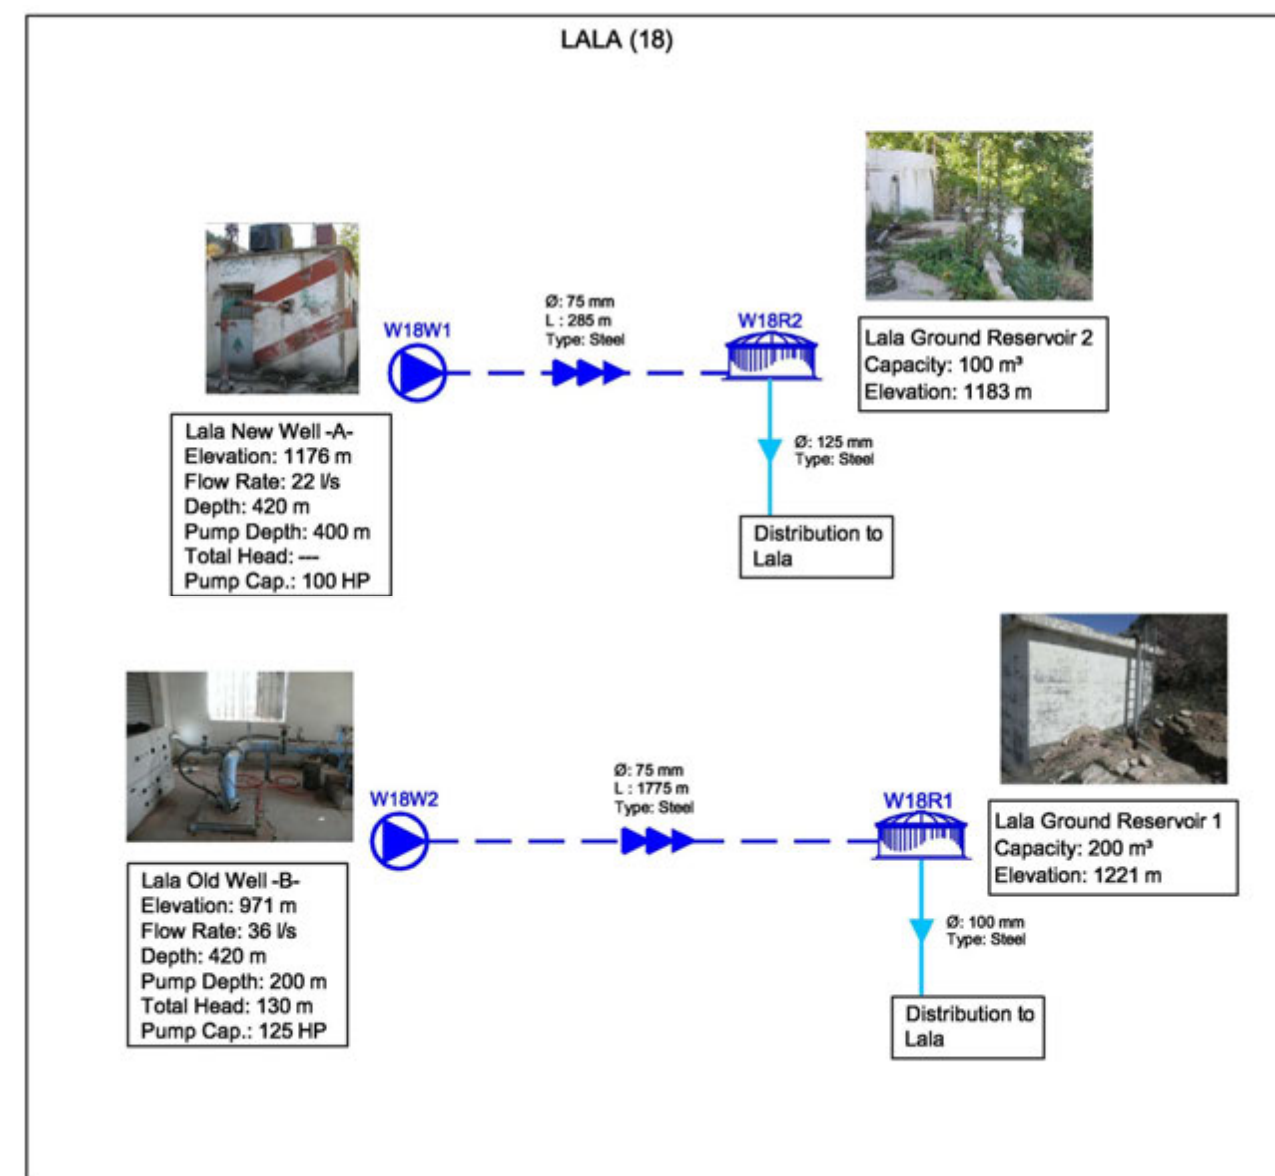 LALA (18)
W18W1
Ø: 75 mm
L : 285 m
Type: Steel
W18R2
Lala Ground Reservoir 2
Capacity: 100 m³
Elevation: 1183 m
Lala New Well -A-
Elevation: 1176 m
Flow Rate: 22 l/s
Depth: 420 m
Pump Depth: 400 m
Total Head: ---
Pump Cap.: 100 HP
Ø: 125 mm
Type: Steel
Distribution to
Lala
W18W2
Ø: 75 mm
L : 1775 m
Type: Steel
W18R1
Lala Ground Reservoir 1
Capacity: 200 m³
Elevation: 1221 m
Lala Old Well -B-
Elevation: 971 m
Flow Rate: 36 l/s
Depth: 420 m
Pump Depth: 200 m
Total Head: 130 m
Pump Cap.: 125 HP
Ø: 100 mm
Type: Steel
Distribution to
Lala